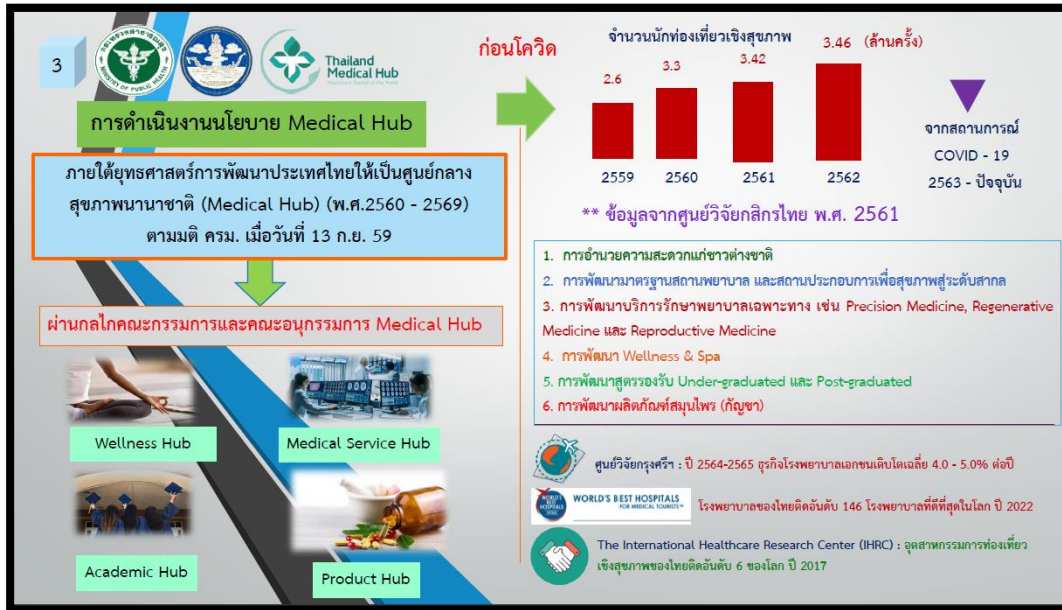 3
กระทรวงสาธารณสุข
MINISTRY OF PUBLIC HEALTH
Thailand
Medical Hub
การดำเนินงานนโยบาย Medical Hub
ภายใต้ยุทธศาสตร์การพัฒนาประเทศไทยให้เป็นศูนย์กลาง
สุขภาพนานาชาติ (Medical Hub) (พ.ศ.2560 - 2569)
ตามมติ ครม. เมื่อวันที่ 13 ก.ย. 59
ผ่านกลไกคณะกรรมการและคณะอนุกรรมการ Medical Hub
Wellness Hub
Medical Service Hub
Academic Hub
Product Hub
ก่อนโควิด
จำนวนนักท่องเที่ยวเชิงสุขภาพ
2.6
3.3
3.42
3.46 (ล้านครั้ง)
2559
2560
2561
2562
จากสถานการณ์
COVID - 19
2563 - ปัจจุบัน
** ข้อมูลจากศูนย์วิจัยกสิกรไทย พ.ศ. 2561
1. การอำนวยความสะดวกแก่ชาวต่างชาติ
2. การพัฒนามาตรฐานสถานพยาบาล และสถานประกอบการเพื่อสุขภาพสู่ระดับสากล
3. การพัฒนาบริการรักษาพยาบาลเฉพาะทาง เช่น Precision Medicine, Regenerative
Medicine และ Reproductive Medicine
4. การพัฒนา Wellness & Spa
5. การพัฒนาสูตรรองรับ Under-graduated และ Post-graduated
6. การพัฒนาผลิตภัณฑ์สมุนไพร (กัญชา)
ศูนย์วิจัยกรุงศรีฯ : ปี 2564-2565 ธุรกิจโรงพยาบาลเอกชนเติบโตเฉลี่ย 4.0 - 5.0% ต่อปี
WORLD'S BEST HOSPITALS
FOR MEDICAL TOURISTS™
โรงพยาบาลของไทยติดอันดับ 146 โรงพยาบาลที่ดีที่สุดในโลก ปี 2022
The International Healthcare Research Center (IHRC) : อุตสาหกรรมการท่องเที่ยว
เชิงสุขภาพของไทยติดอันดับ 6 ของโลก ปี 2017